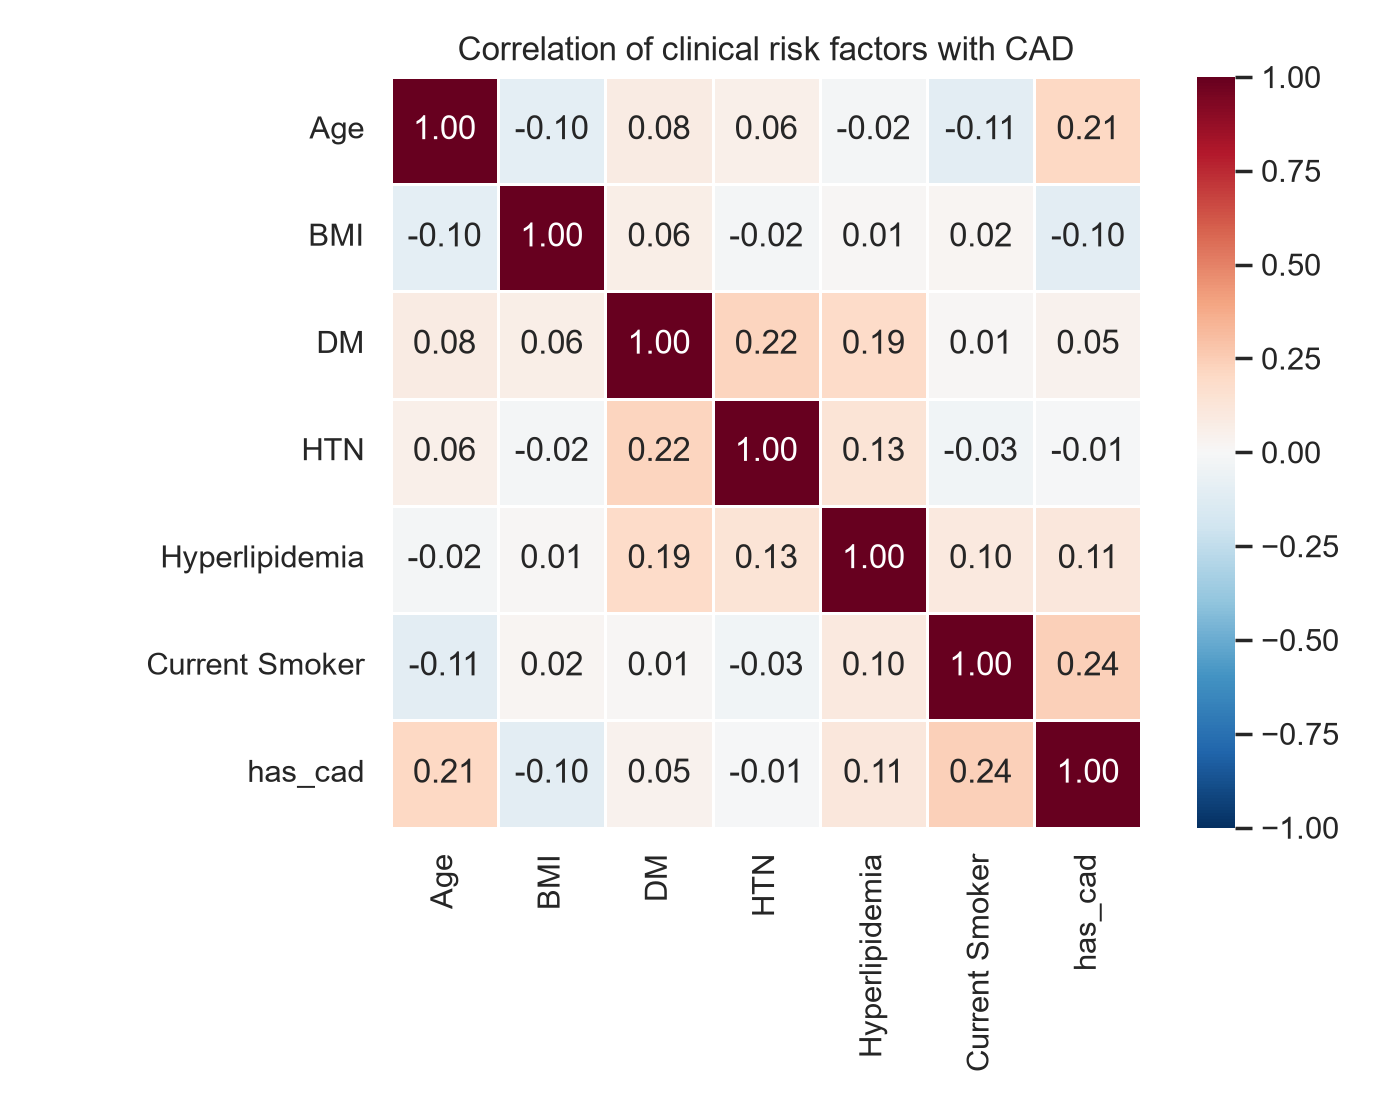 Correlation of clinical risk factors with CAD
Age 1.00 -0.10 0.08 0.06 -0.02 -0.11 0.21
BMI -0.10 1.00 0.06 -0.02 0.01 0.02 -0.10
DM 0.08 0.06 1.00 0.22 0.19 0.01 0.05
HTN 0.06 -0.02 0.22 1.00 0.13 -0.03 -0.01
Hyperlipidemia -0.02 0.01 0.19 0.13 1.00 0.10 0.11
Current Smoker -0.11 0.02 0.01 -0.03 0.10 1.00 0.24
has_cad 0.21 -0.10 0.05 -0.01 0.11 0.24 1.00
Age
BMI
DM
HTN
Hyperlipidemia
Current Smoker
has_cad
1.00
0.75
0.50
0.25
0.00
−0.25
−0.50
−0.75
−1.00